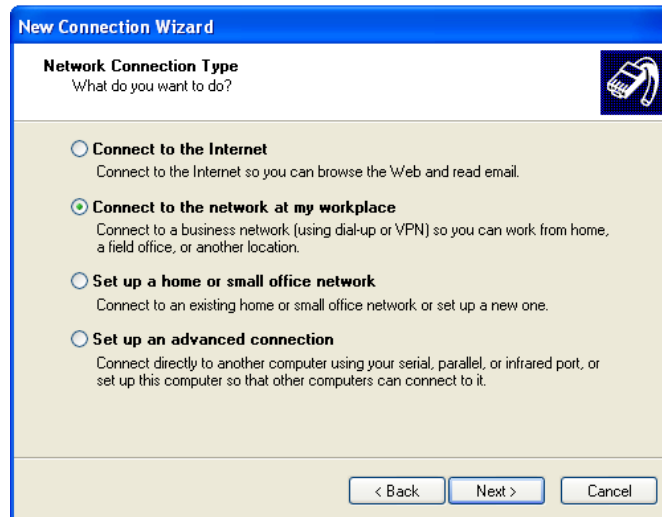 New Connection Wizard
Network Connection Type
What do you want to do?
Connect to the Internet
Connect to the Internet so you can browse the Web and read email.
Connect to the network at my workplace
Connect to a business network (using dial-up or VPN) so you can work from home,
a field office, or another location.
Set up a home or small office network
Connect to an existing home or small office network or set up a new one.
Set up an advanced connection
Connect directly to another computer using your serial, parallel, or infrared port, or
set up this computer so that other computers can connect to it.
< Back Next > Cancel